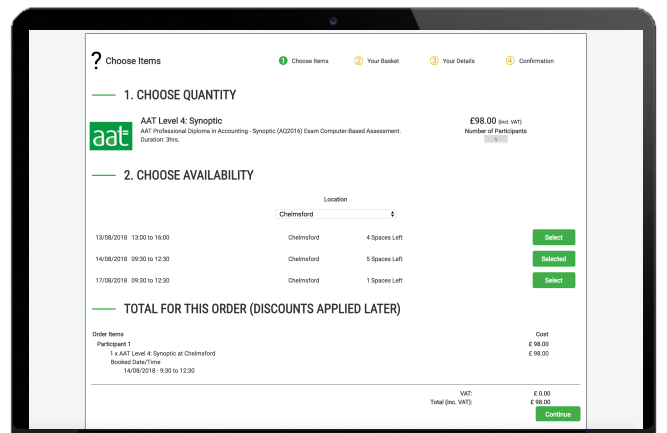 ? Choose Items
1 Choose Items 2 Your Basket 3 Your Details 4 Confirmation
1. CHOOSE QUANTITY
aat
AAT Level 4: Synoptic
AAT Professional Diploma in Accounting - Synoptic (AQ2016) Exam Computer-Based Assessment.
Duration: 3hrs.
£98.00 (incl. VAT)
Number of Participants
2. CHOOSE AVAILABILITY
Location
Chelmsford
13/08/2018 13:00 to 16:00 Chelmsford 4 Spaces Left Select
14/08/2018 09:30 to 12:30 Chelmsford 5 Spaces Left Selected
17/08/2018 09:30 to 12:30 Chelmsford 1 Spaces Left Select
TOTAL FOR THIS ORDER (DISCOUNTS APPLIED LATER)
Order Items Cost
Participant 1 £ 98.00
1 x AAT Level 4: Synoptic at Chelmsford £ 98.00
Booked Date/Time
14/08/2018 - 9:30 to 12:30
VAT: £ 0.00
Total (inc. VAT): £ 98.00
Continue